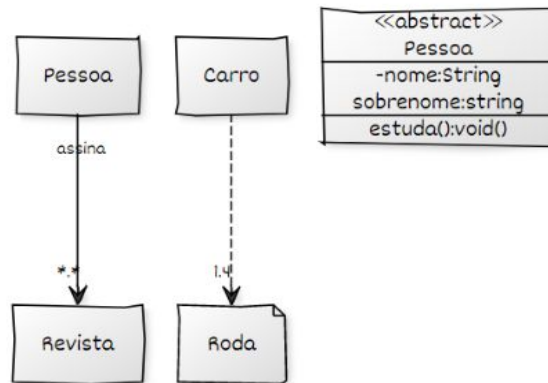 Pessoa
assina
*.*
Revista
Carro
1.4
Roda
<<abstract>>
Pessoa
-nome:String
sobrenome:string
estuda():void()